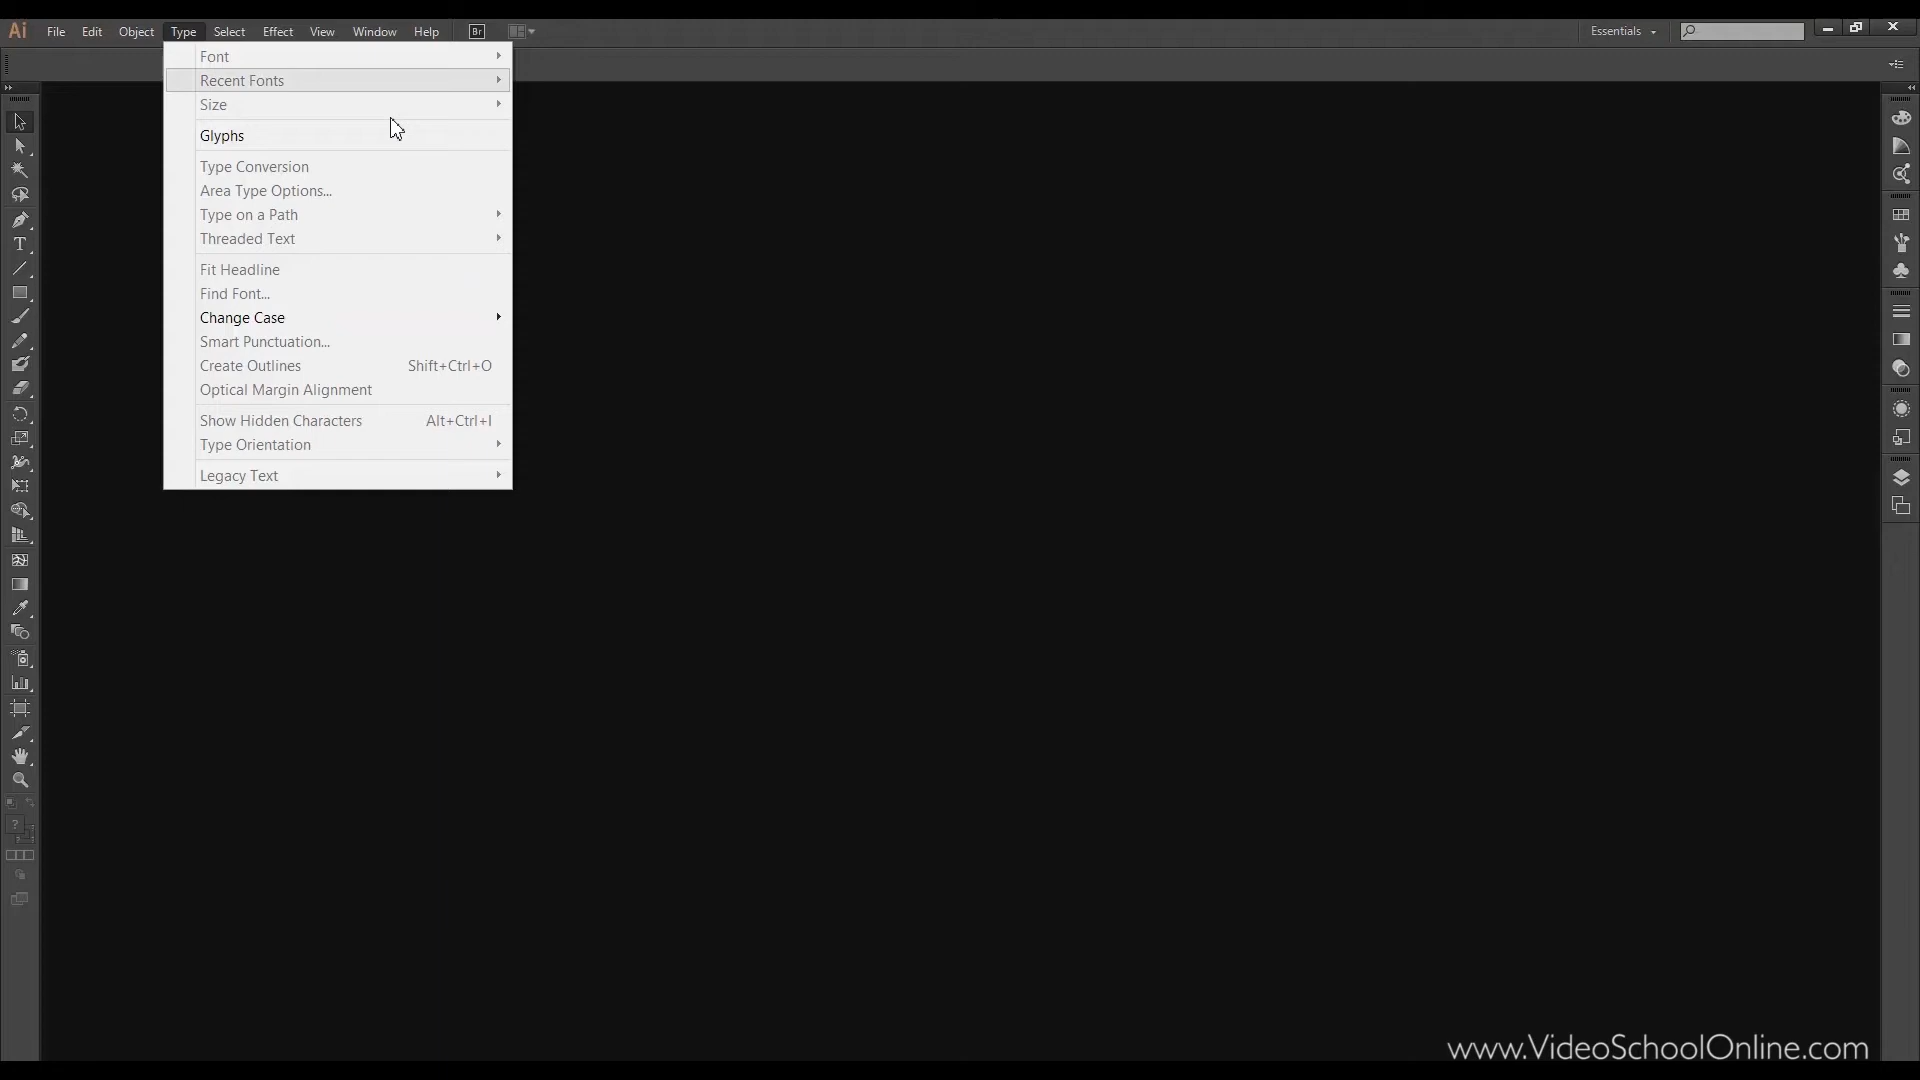 Ai File Edit Object Type Select Effect View Window Help Br Essentials
Font
Recent Fonts
Size
Glyphs
Type Conversion
Area Type Options...
Type on a Path
Threaded Text
Fit Headline
Find Font...
Change Case
Smart Punctuation...
Create Outlines Shift+Ctrl+O
Optical Margin Alignment
Show Hidden Characters Alt+Ctrl+I
Type Orientation
Legacy Text
T
?
www.VideoSchoolOnline.com